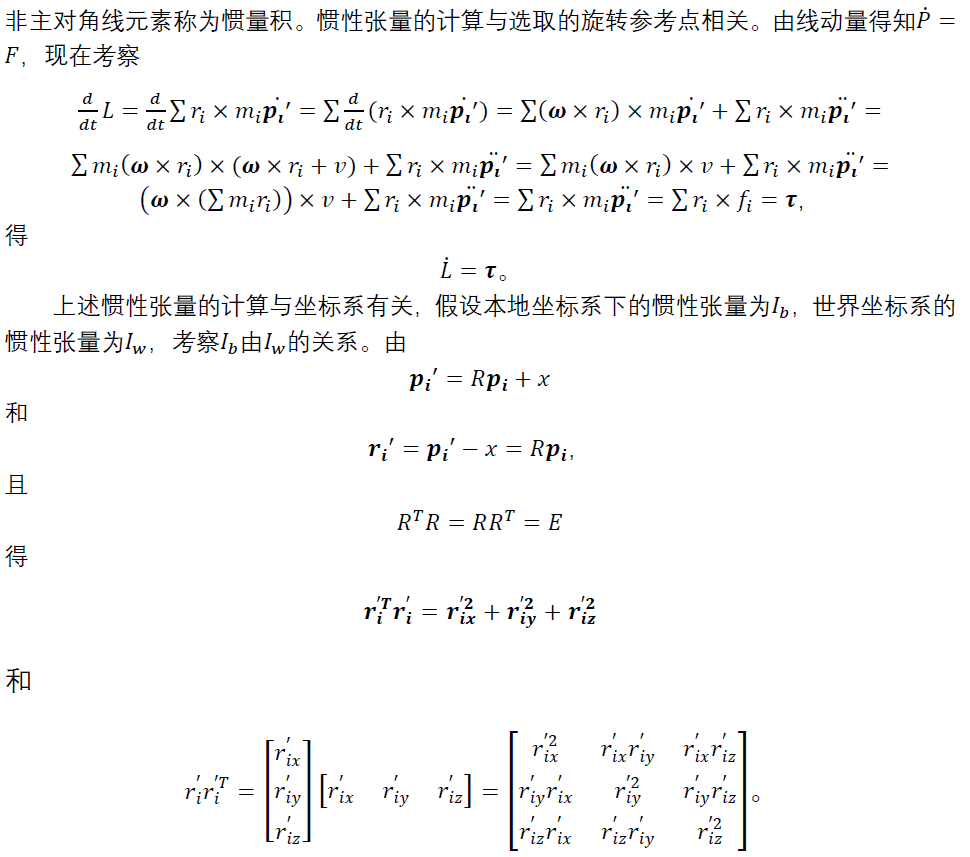 非主对角线元素称为惯量积。惯性张量的计算与选取的旋转参考点相关。由线动量得知$\dot{P} =$
$F$，现在考察
$\frac{d}{dt}L = \frac{d}{dt}\sum r_i \times m_i \dot{\boldsymbol{p_i}}' = \sum \frac{d}{dt}(r_i \times m_i \dot{\boldsymbol{p_i}}') = \sum(\boldsymbol{\omega} \times r_i) \times m_i \dot{\boldsymbol{p_i}}' + \sum r_i \times m_i \ddot{\boldsymbol{p_i}}' =$
$\sum m_i(\boldsymbol{\omega} \times r_i) \times (\boldsymbol{\omega} \times r_i + v) + \sum r_i \times m_i \ddot{\boldsymbol{p_i}}' = \sum m_i(\boldsymbol{\omega} \times r_i) \times v + \sum r_i \times m_i \ddot{\boldsymbol{p_i}}' =$
$\left(\boldsymbol{\omega} \times (\sum m_i r_i)\right) \times v + \sum r_i \times m_i \ddot{\boldsymbol{p_i}}' = \sum r_i \times m_i \ddot{\boldsymbol{p_i}}' = \sum r_i \times f_i = \boldsymbol{\tau}$,
得
$\dot{L} = \boldsymbol{\tau}$。
上述惯性张量的计算与坐标系有关，假设本地坐标系下的惯性张量为$I_b$，世界坐标系的
惯性张量为$I_w$，考察$I_b$由$I_w$的关系。由
$\boldsymbol{p_i}' = R\boldsymbol{p_i} + x$
和
$\boldsymbol{r_i}' = \boldsymbol{p_i}' - x = R\boldsymbol{p_i}$,
且
$R^T R = RR^T = E$
得
$\boldsymbol{r_i'^T r_i' = r_{ix}'^2 + r_{iy}'^2 + r_{iz}'^2}$
和
$r_i' r_i'^T = \begin{bmatrix} r_{ix}' \\ r_{iy}' \\ r_{iz}' \end{bmatrix} \begin{bmatrix} r_{ix}' & r_{iy}' & r_{iz}' \end{bmatrix} = \begin{bmatrix} r_{ix}'^2 & r_{ix}' r_{iy}' & r_{ix}' r_{iz}' \\ r_{iy}' r_{ix}' & r_{iy}'^2 & r_{iy}' r_{iz}' \\ r_{iz}' r_{ix}' & r_{iz}' r_{iy}' & r_{iz}'^2 \end{bmatrix}$。